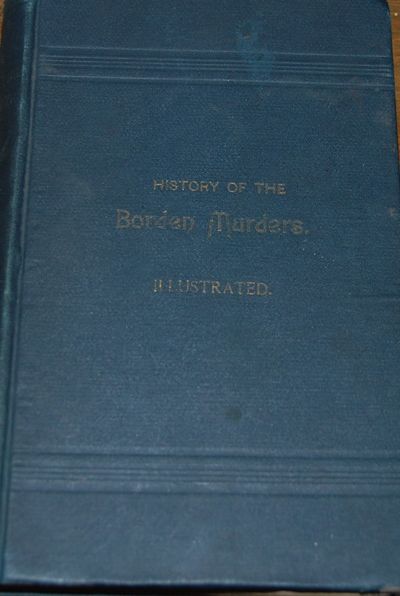 HISTORY OF THE
Borden Murders.
ILLUSTRATED.